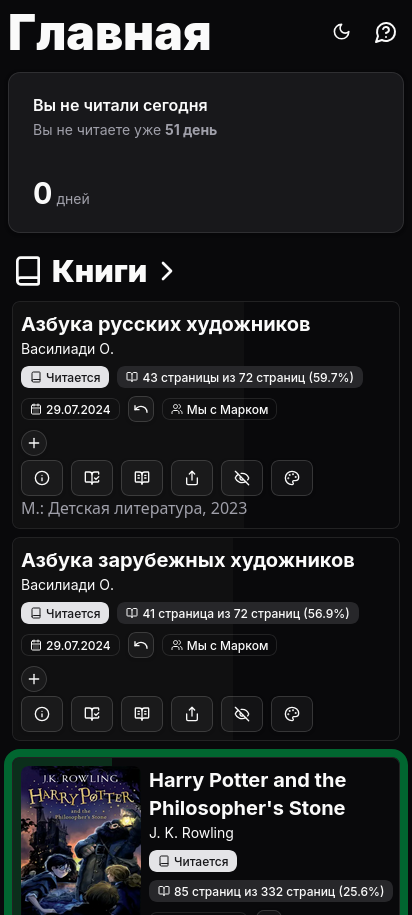 Главная
Вы не читали сегодня
Вы не читаете уже 51 день
0 дней
Книги
Азбука русских художников
Василиади О.
Читается 43 страницы из 72 страниц (59.7%)
29.07.2024 Мы с Марком
М.: Детская литература, 2023
Азбука зарубежных художников
Василиади О.
Читается 41 страница из 72 страниц (56.9%)
29.07.2024 Мы с Марком
J.K. ROWLING
HARRY POTTER
and the
Philosopher's Stone
Harry Potter and the
Philosopher's Stone
J. K. Rowling
Читается
85 страниц из 332 страниц (25.6%)